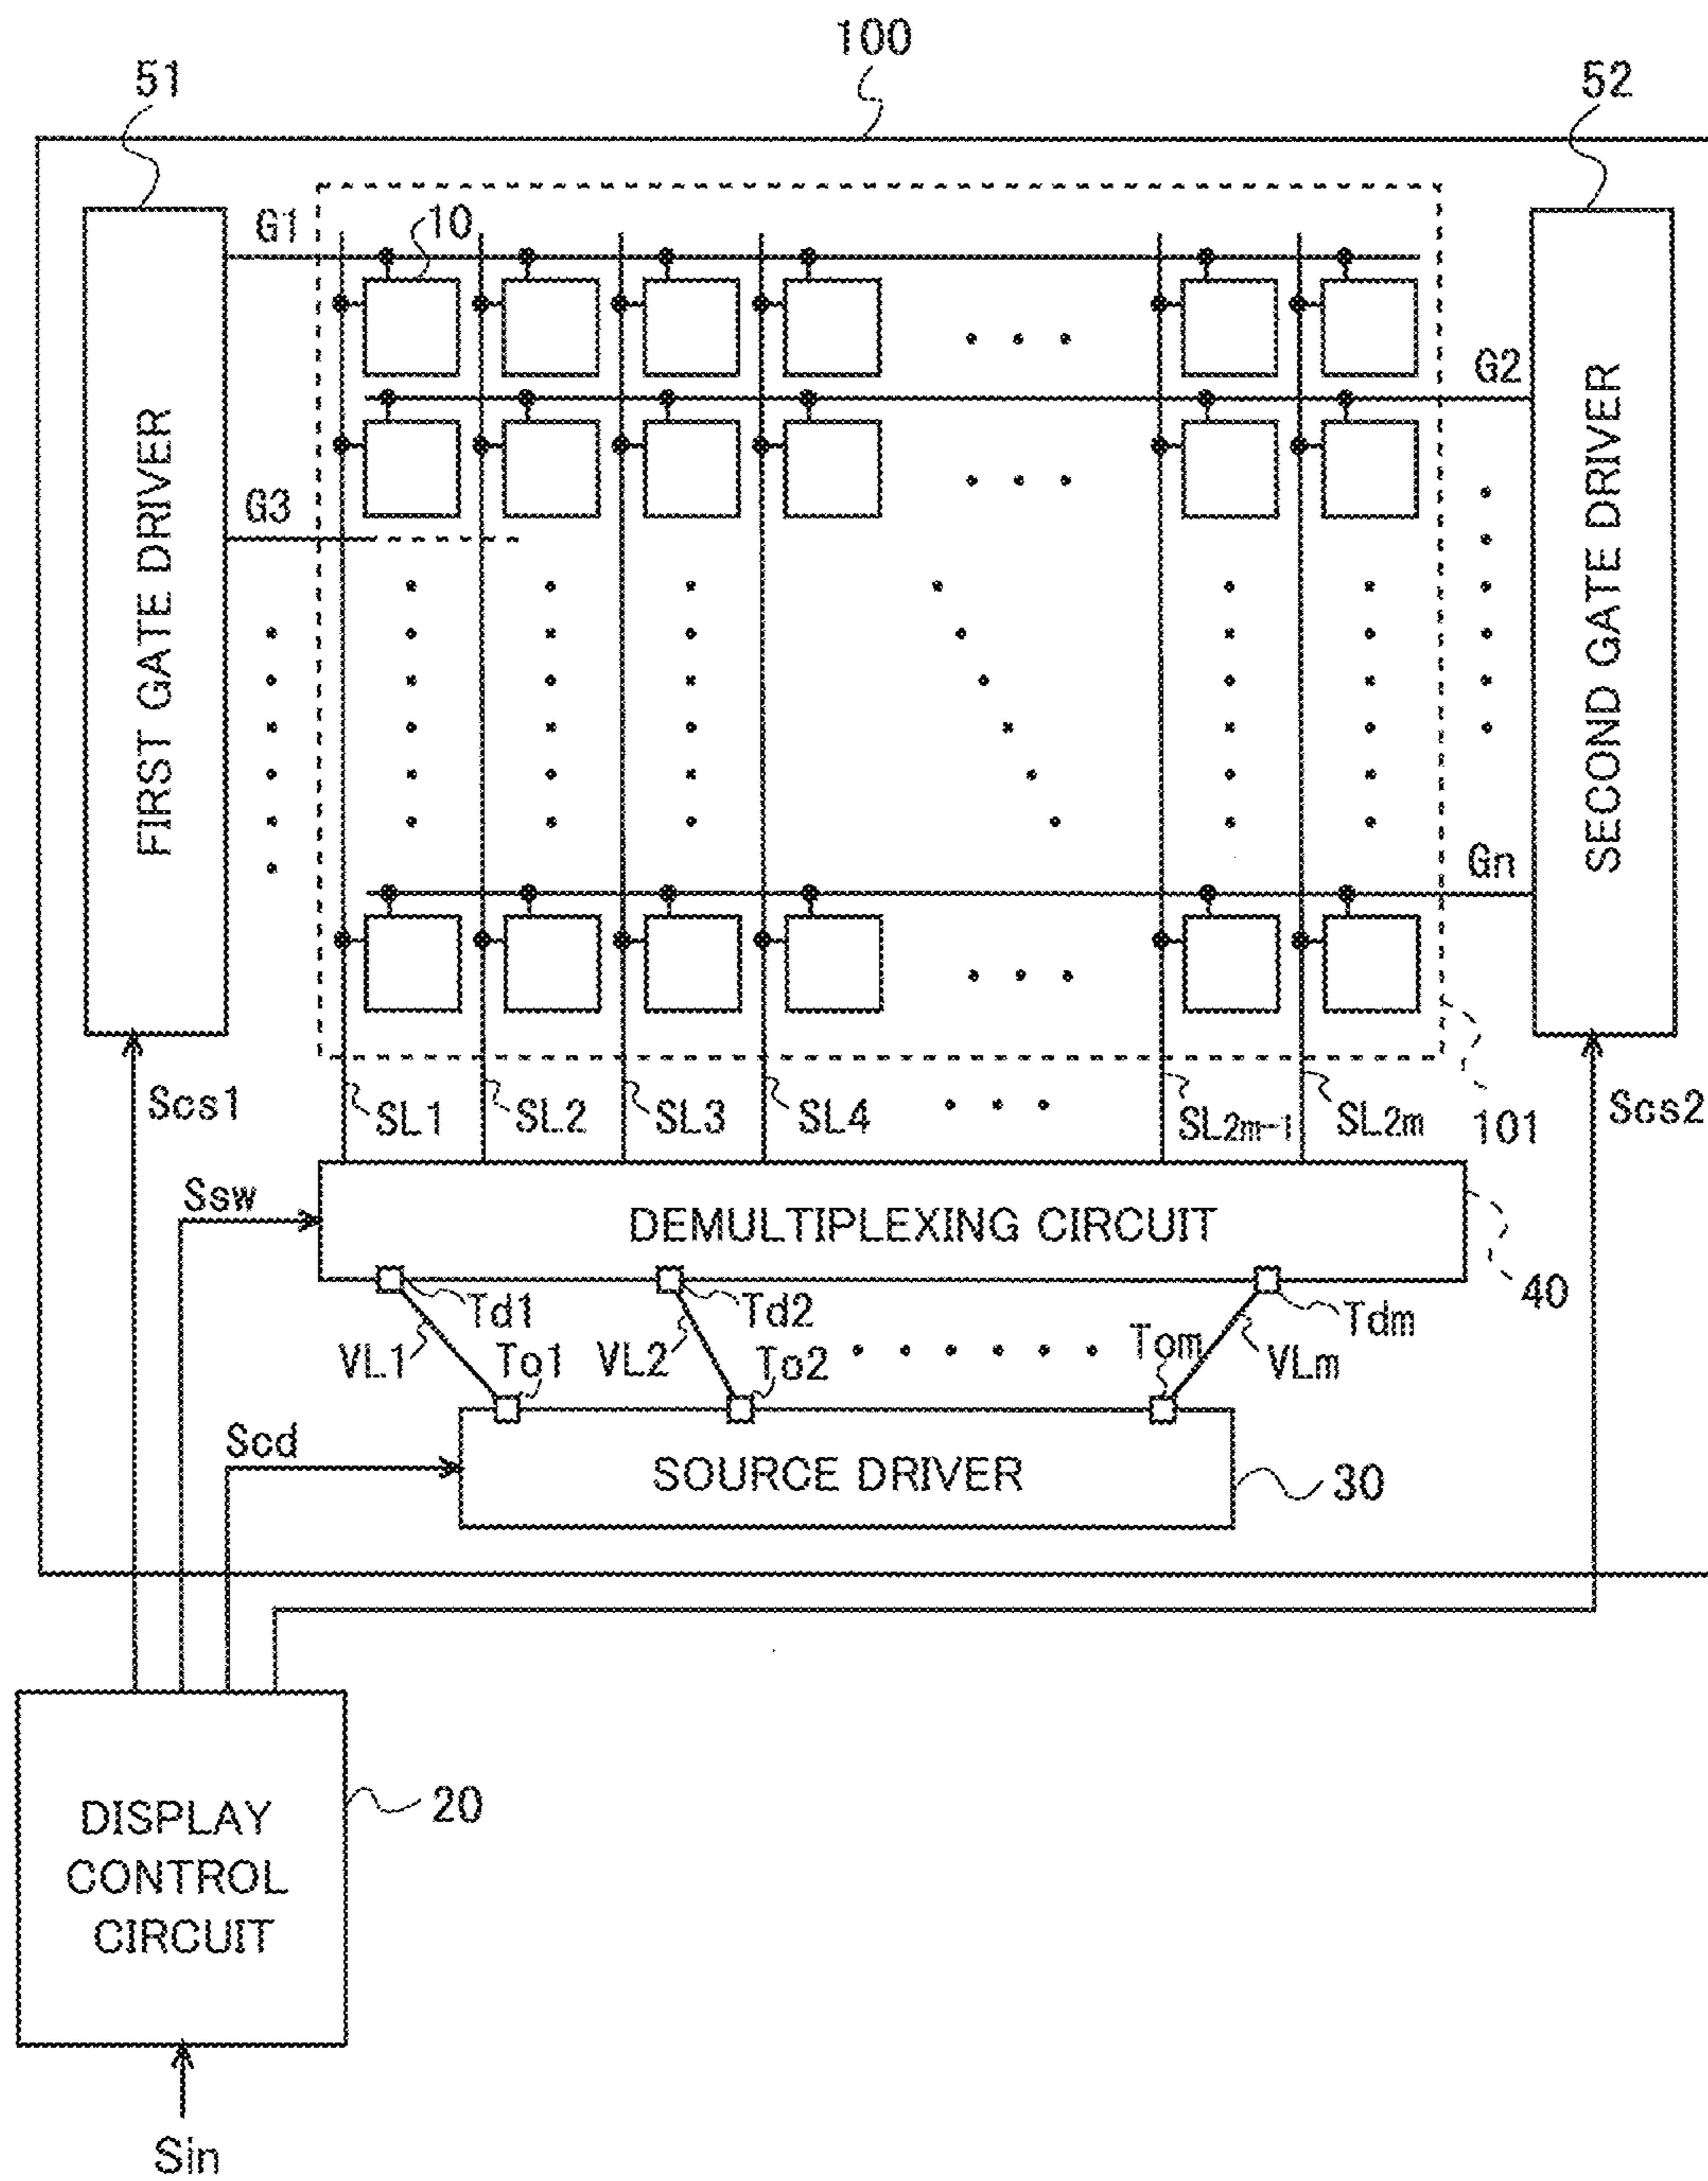 100
51
52
G1
10
G2
FIRST GATE DRIVER
SECOND GATE DRIVER
G3
Gn
Scs1
SL1
SL2
SL3
SL4
SL2m-1
SL2m
101
Scs2
Ssw
DEMULTIPLEXING CIRCUIT
40
Td1
Td2
Tdm
VL1
To1
VL2
To2
Tom
VLm
Scd
SOURCE DRIVER
30
DISPLAY
CONTROL
CIRCUIT
20
Sin